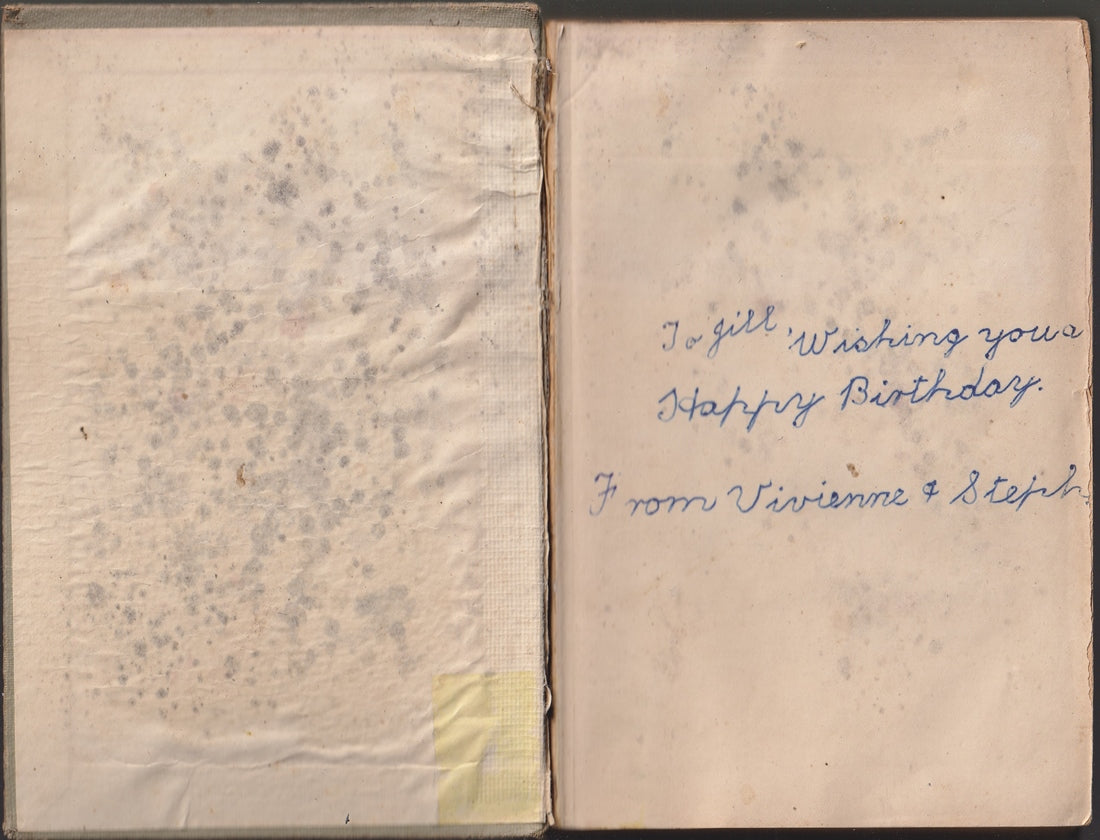 To Jill, Wishing you a
Happy Birthday.
From Vivienne & Steph